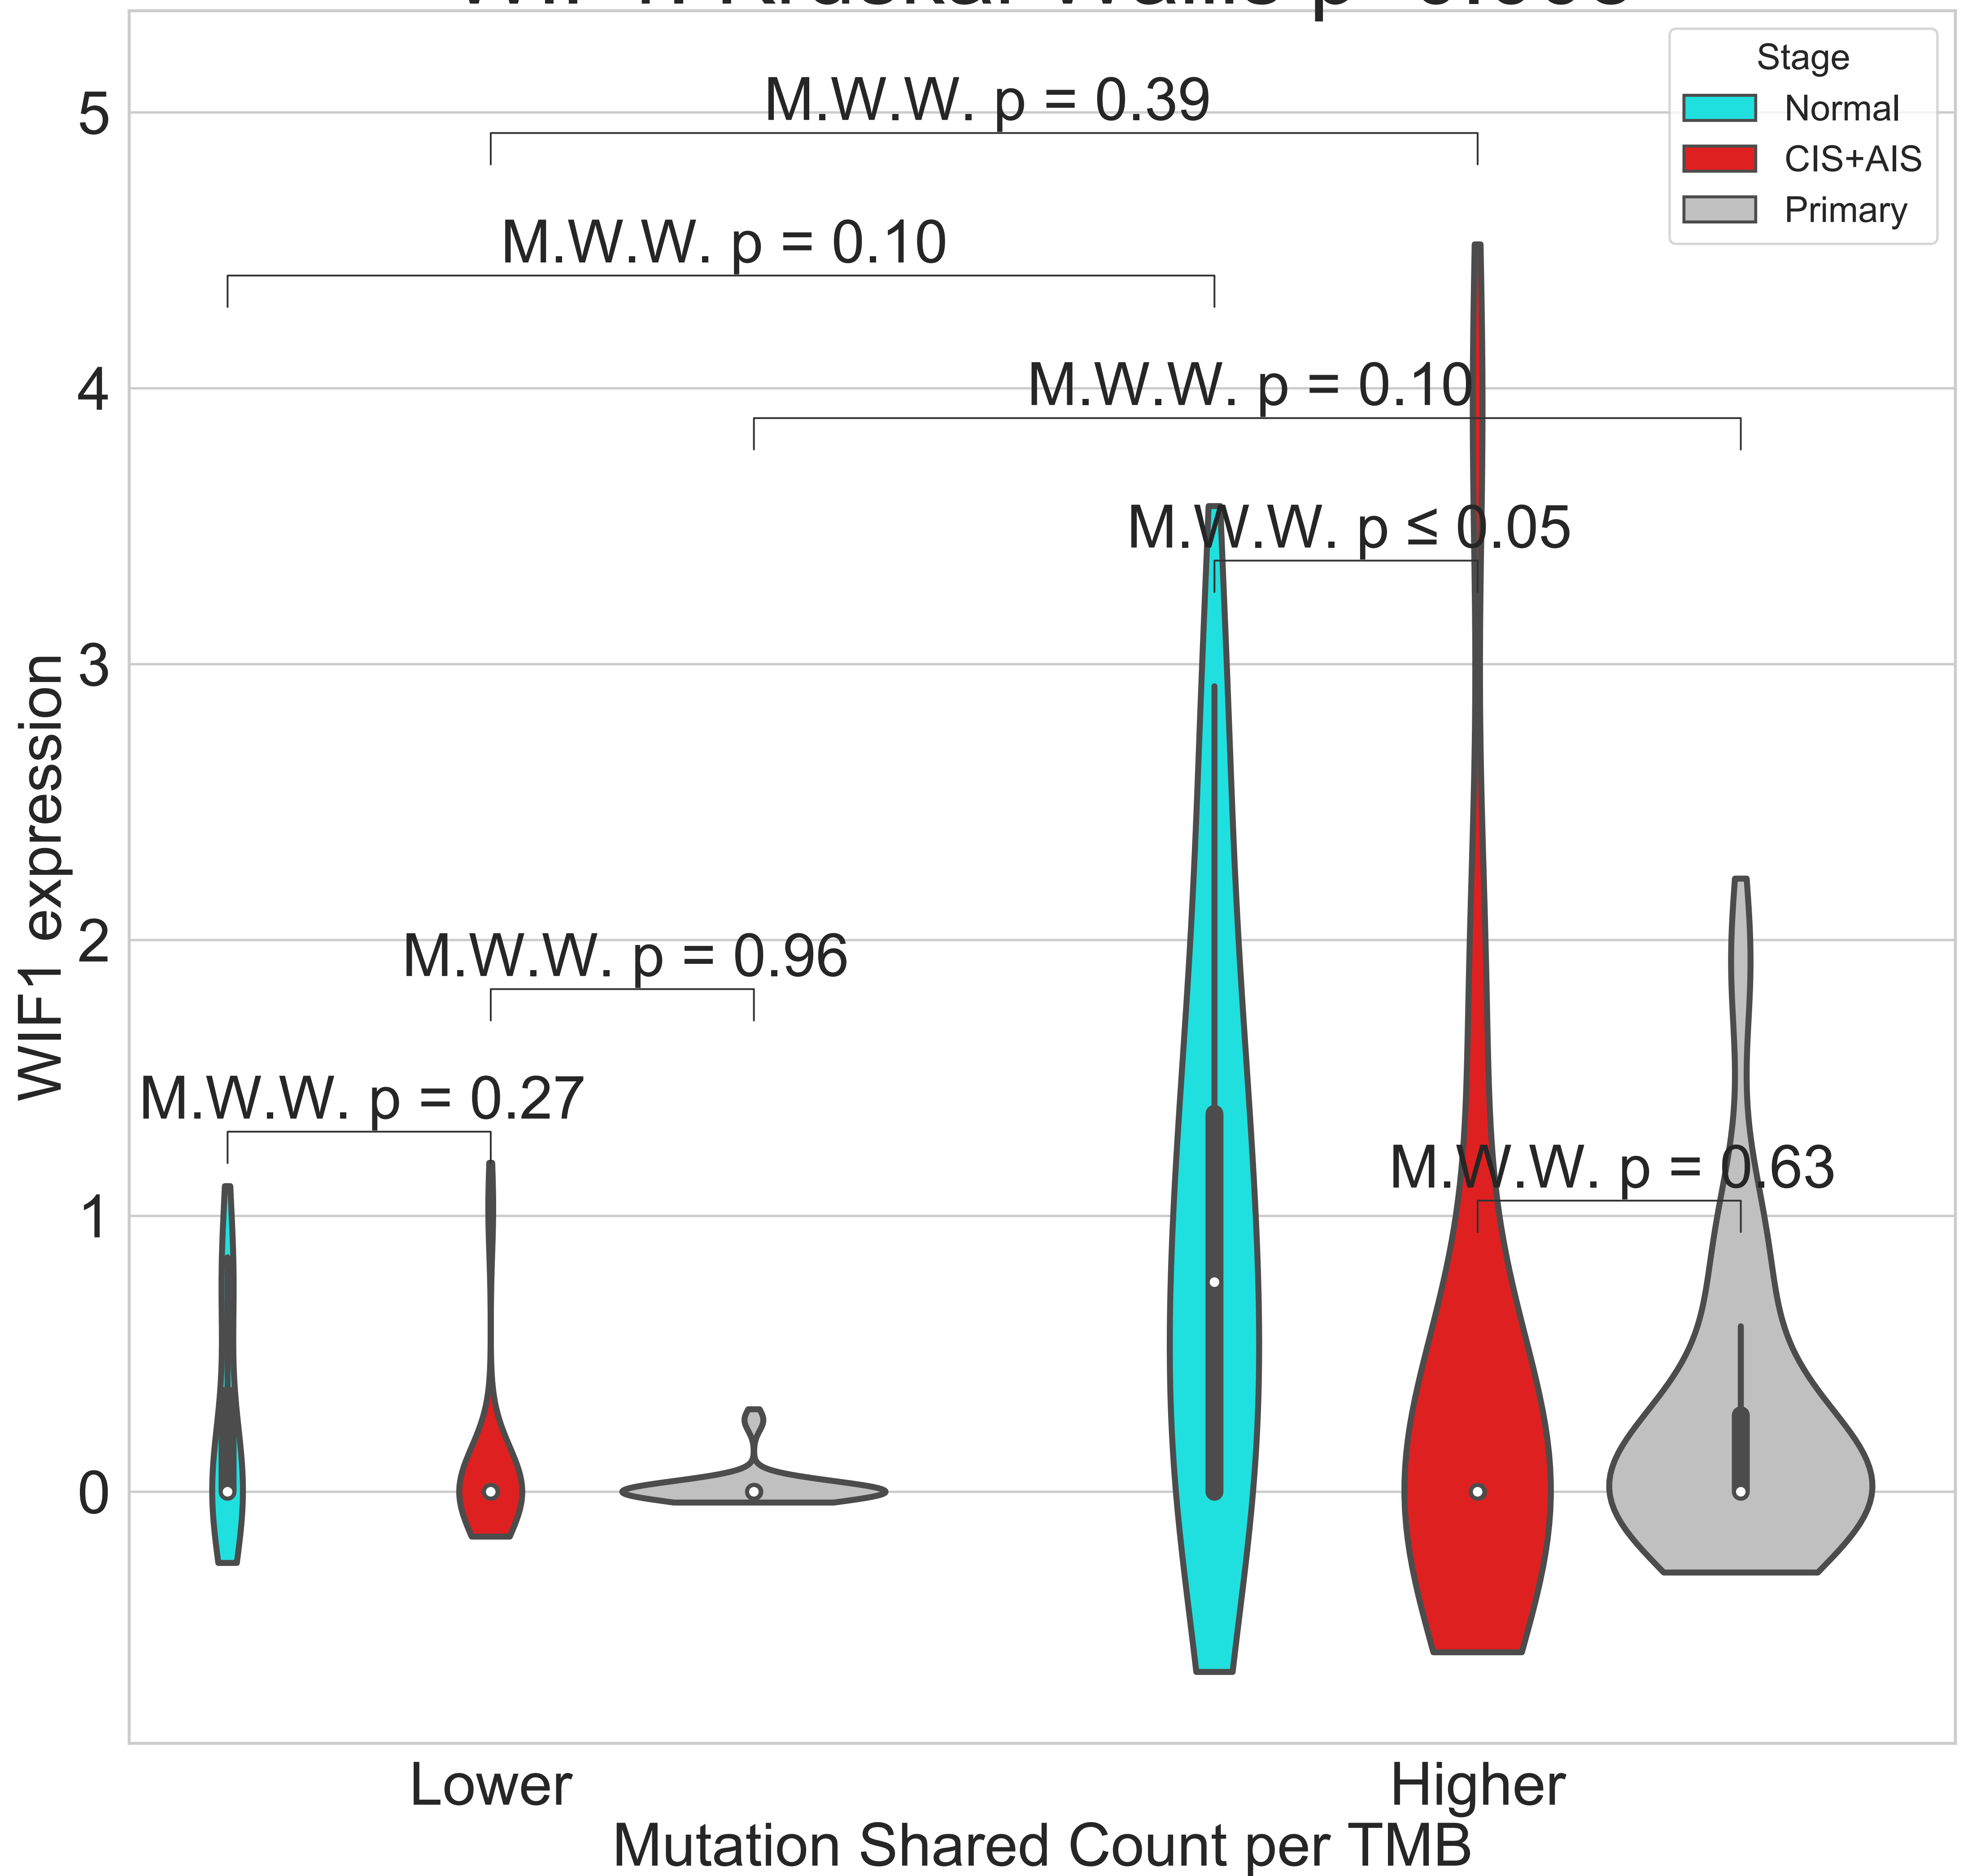 Stage
Normal
CIS+AIS
Primary
M.W.W. p = 0.39
M.W.W. p = 0.10
M.W.W. p = 0.10
M.W.W. p ≤ 0.05
M.W.W. p = 0.96
M.W.W. p = 0.27
M.W.W. p = 0.63
WIF1 expression
5
4
3
2
1
0
Lower
Higher
Mutation Shared Count per TMB